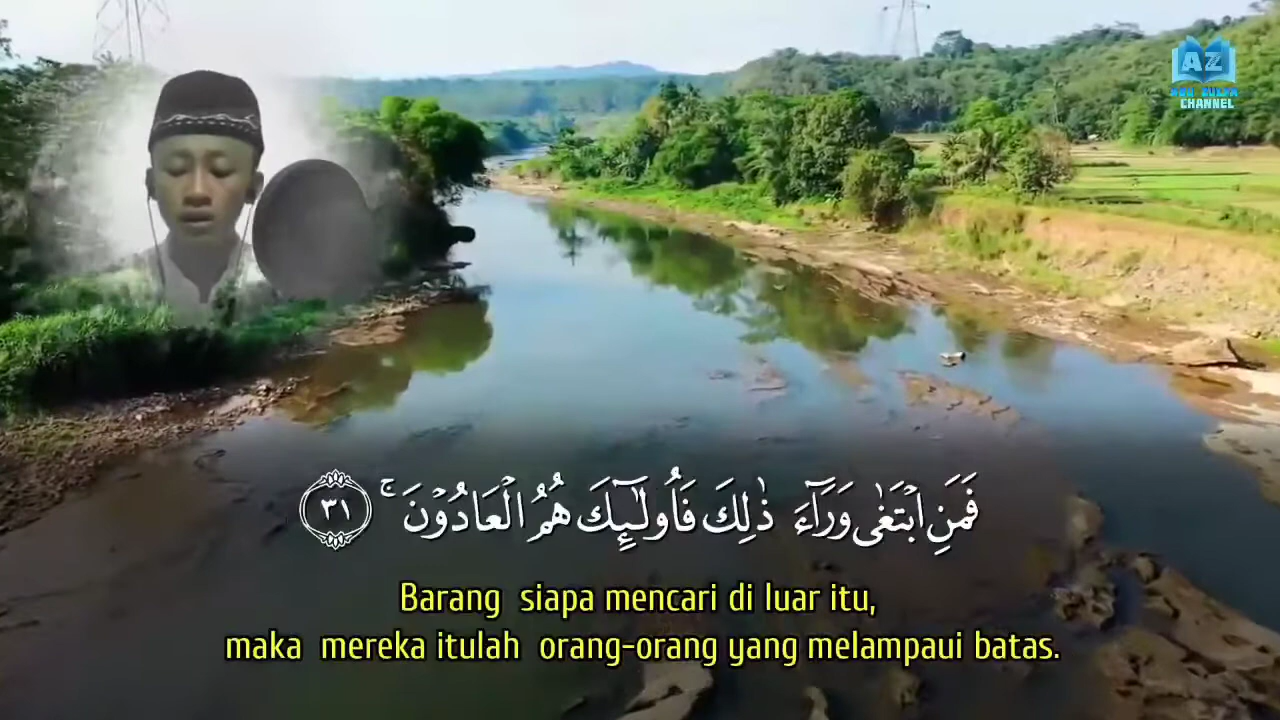 AZ
CHANNEL
فَمَنِ ابْتَغٰى وَرَاۤءَ ذٰلِكَ فَاُولٰۤىِٕكَ هُمُ الْعَادُوْنَۚ ٣١
Barang siapa mencari di luar itu,
maka mereka itulah orang-orang yang melampaui batas.